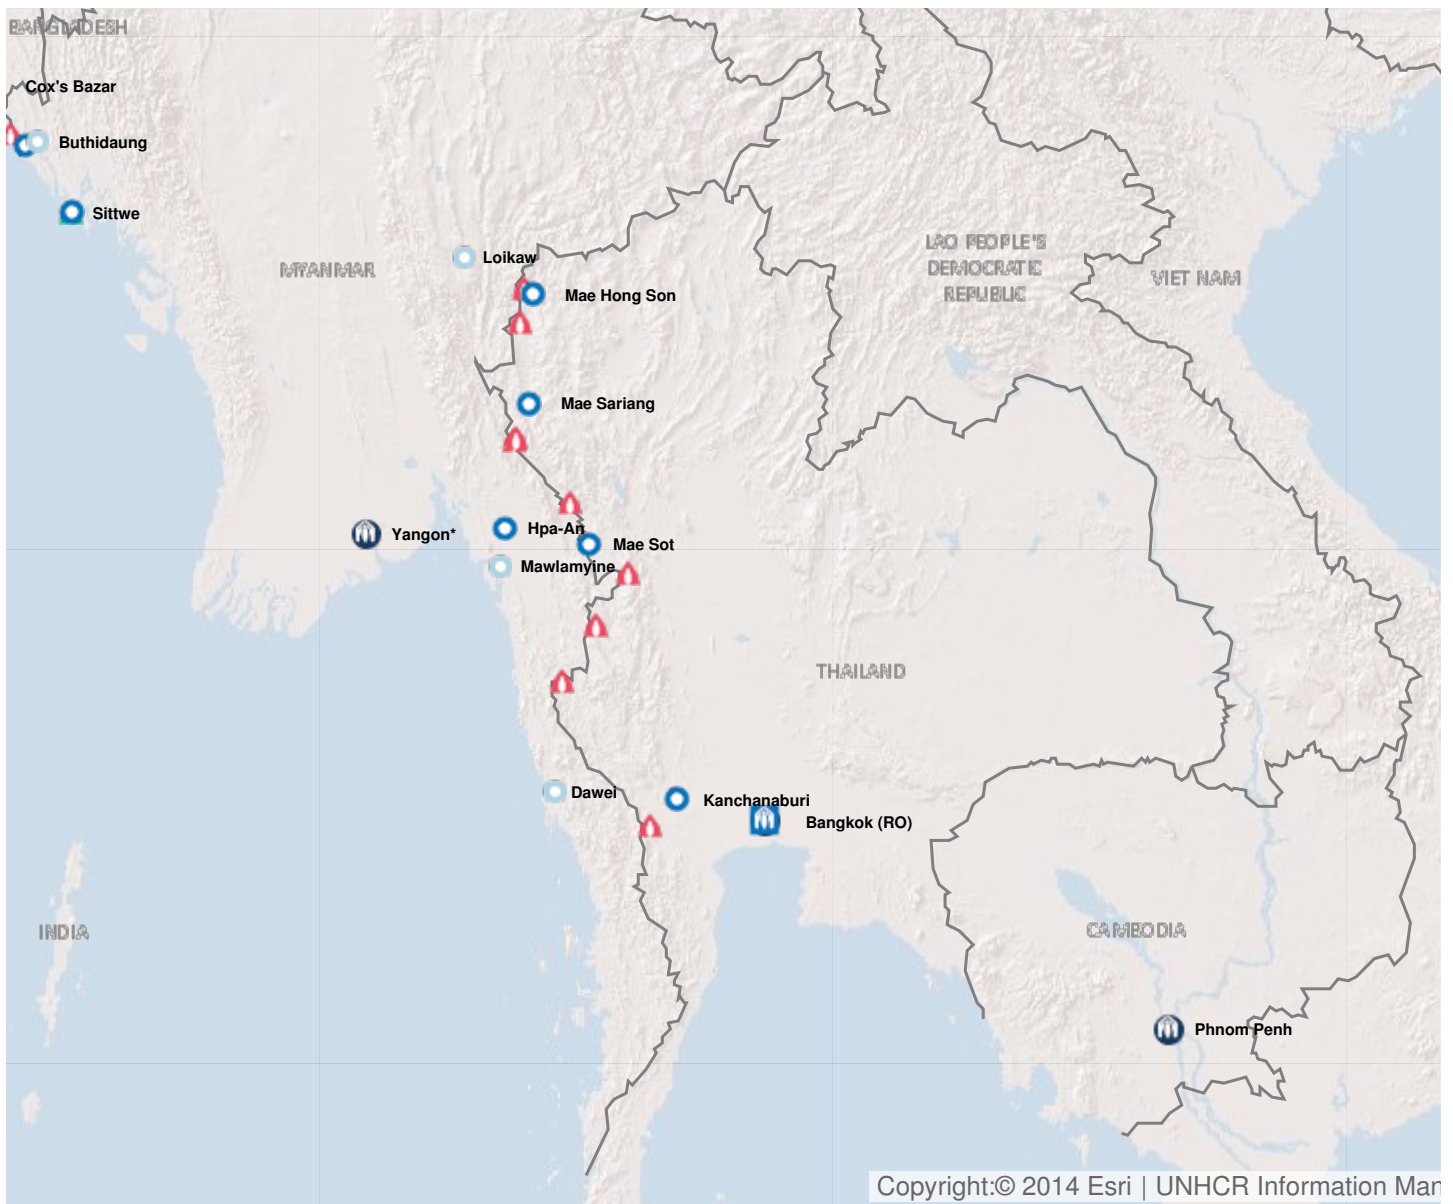 BANGLADESH
Cox's Bazar
Buthidaung
Sittwe
MYANMAR
Loikaw
Mae Hong Son
LAO PEOPLE'S
DEMOCRATIC
REPUBLIC
VIET NAM
Mae Sariang
Hpa-An
Yangon*
Mae Sot
Mawlamyine
THAILAND
Dawei
Kanchanaburi
Bangkok (RO)
INDIA
CAMBODIA
Phnom Penh
Copyright:© 2014 Esri | UNHCR Information Man